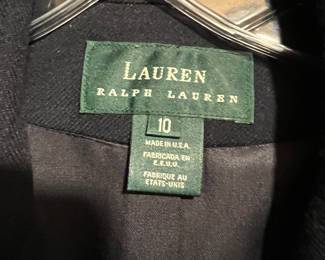 LAUREN
RALPH LAUREN
10
MADE IN U.S.A.
FABRICADA EN
E.E.U.U.
FABRIQUE AU
ETATS-UNIS